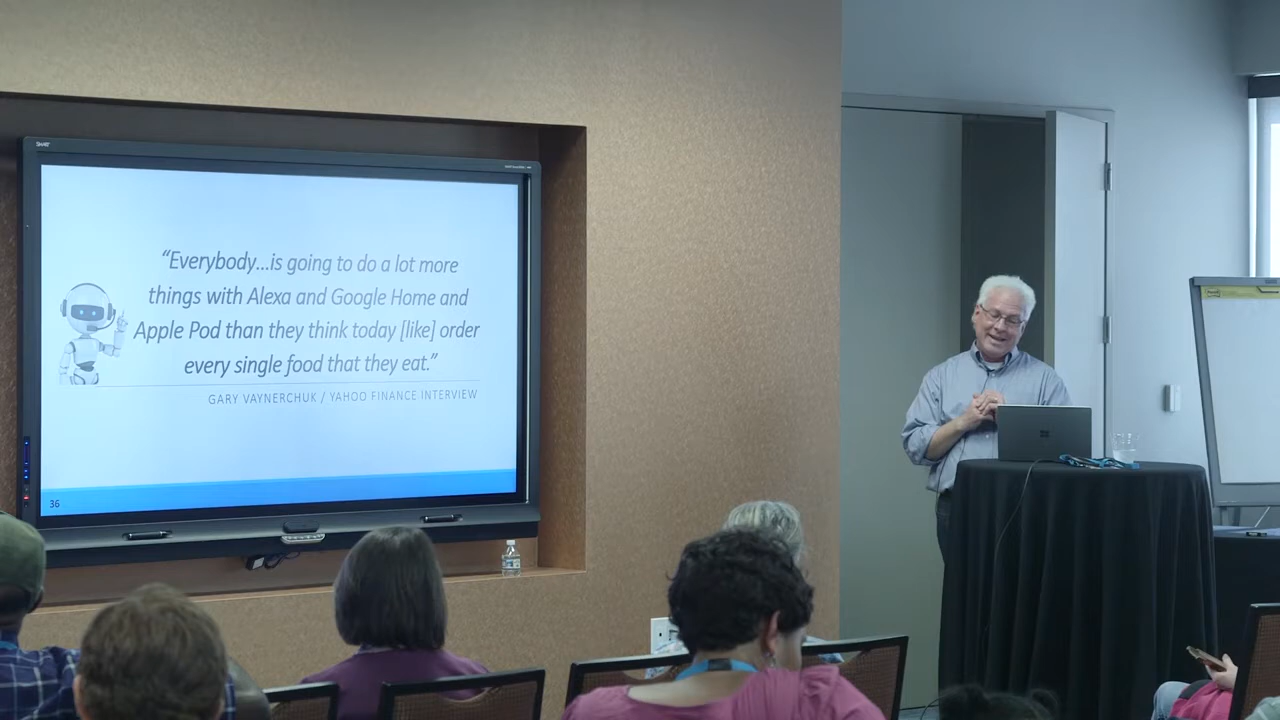 SMART
“Everybody...is going to do a lot more
things with Alexa and Google Home and
Apple Pod than they think today [like] order
every single food that they eat.”
GARY VAYNERCHUK / YAHOO FINANCE INTERVIEW
36